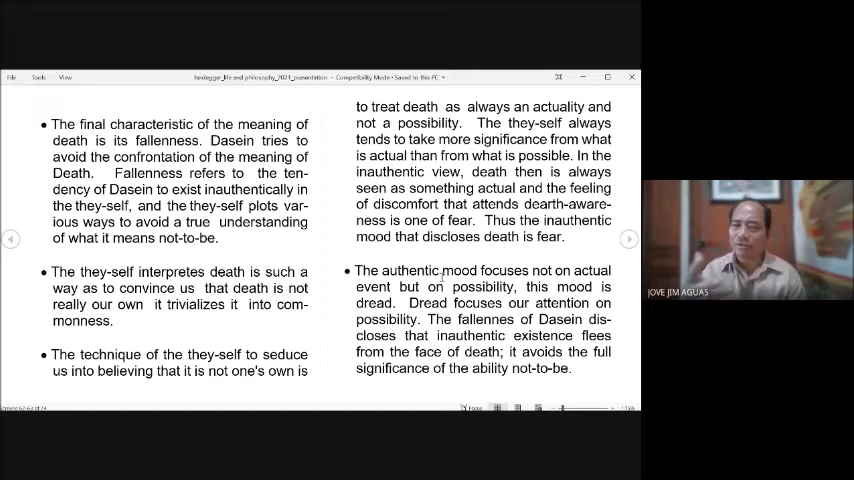 File Tools View heidegger_life and philosophy_2021_presentation - Compatibility Mode • Saved to this PC
• The final characteristic of the meaning of
death is its fallenness. Dasein tries to
avoid the confrontation of the meaning of
Death. Fallenness refers to the ten-
dency of Dasein to exist inauthentically in
the they-self, and the they-self plots var-
ious ways to avoid a true understanding
of what it means not-to-be.
• The they-self interpretes death is such a
way as to convince us that death is not
really our own it trivializes it into com-
monness.
• The technique of the they-self to seduce
us into believing that it is not one's own is
to treat death as always an actuality and
not a possibility. The they-self always
tends to take more significance from what
is actual than from what is possible. In the
inauthentic view, death then is always
seen as something actual and the feeling
of discomfort that attends dearth-aware-
ness is one of fear. Thus the inauthentic
mood that discloses death is fear.
• The authentic mood focuses not on actual
event but on possibility, this mood is
dread. Dread focuses our attention on
possibility. The fallennes of Dasein dis-
closes that inauthentic existence flees
from the face of death; it avoids the full
significance of the ability not-to-be.
JOVE JIM AGUAS
Focus